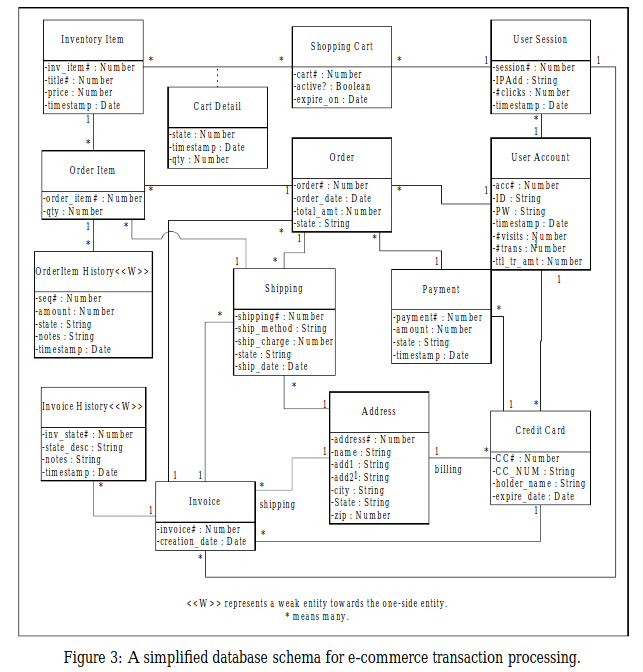 Inventory Item
-inv_item# : Number
-title# : Number
-price : Number
-timestamp : Date
Shopping Cart
-cart# : Number
-active? : Boolean
-expire_on : Date
User Session
-session# : Number
-IPAdd : String
-#clicks : Number
-timestamp : Date
* * * 1 1
Cart Detail
-state : Number
-timestamp : Date
-qty : Number
1
*
*
1
Order Item
-order_item# : Number
-qty : Number
Order
-order# : Number
-order_date : Date
-total_amt : Number
-state : String
User Account
-acc# : Number
-ID : String
-PW : String
-timestamp : Date
-#visits : Number
-#trans : Number
-ttl_tr_amt : Number
* 1 * 1
1
*
*
1
*
1
*
*
1
1
OrderItem History<<W>>
-seq# : Number
-amount : Number
-state : String
-notes : String
-timestamp : Date
Shipping
-shipping# : Number
-ship_method : String
-ship_charge : Number
-state : String
-ship_date : Date
Payment
-payment# : Number
-amount : Number
-state : String
-timestamp : Date
*
*
*
1
1
*
Invoice History<<W>>
-inv_state# : Number
-state_desc : String
-notes : String
-timestamp : Date
Address
-address# : Number
-name : String
-add1 : String
-add2 : String
-city : String
-State : String
-zip : Number
Credit Card
-CC# : Number
-CC_NUM : String
-holder_name : String
-expire_date : Date
1 1 *
billing
1
1
1
*
1
*
shipping
Invoice
-invoice# : Number
-creation_date : Date
1
*
1
*
<<W>> represents a weak entity towards the one-side entity.
* means many.
Figure 3: A simplified database schema for e-commerce transaction processing.